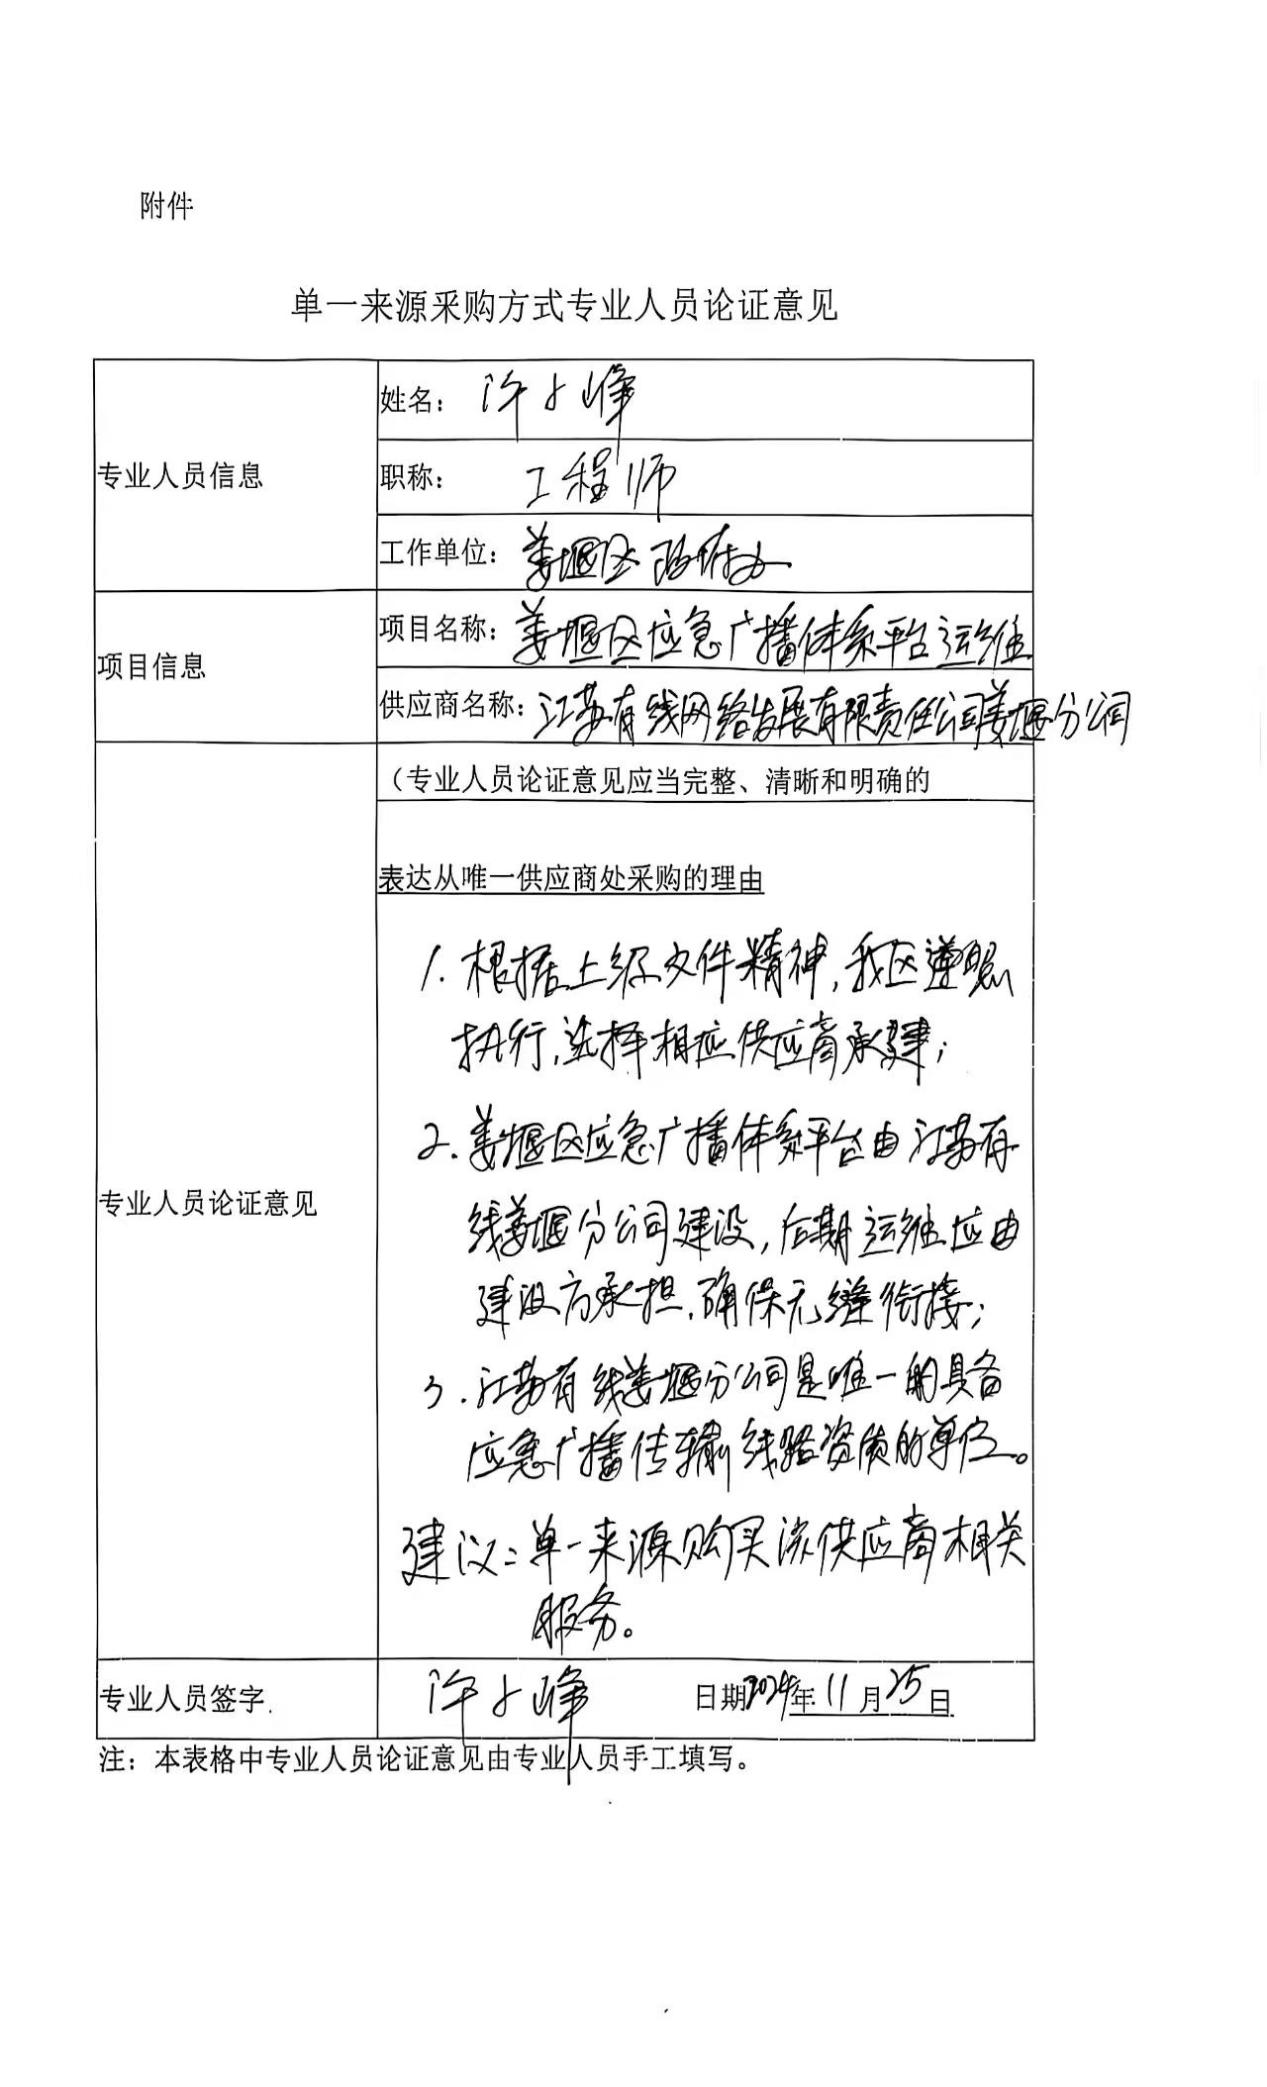 附件
单一来源采购方式专业人员论证意见
专业人员信息
姓名：许 峰
职称：工程师
工作单位：姜堰区政府办
项目信息
项目名称：姜堰区应急广播体系平台运维
供应商名称：江苏有线网络发展有限责任公司姜堰分公司
（专业人员论证意见应当完整、清晰和明确的
表达从唯一供应商处采购的理由
专业人员论证意见
1.根据上级文件精神，我区遵照
执行，选择相应供应商承建；
2.姜堰区应急广播体系平台由江苏有
线姜堰分公司建设，后期运维应由
建设方承担，确保无缝衔接；
3.江苏有线姜堰分公司是唯一的具备
应急广播传输线路资质的单位。
建议：单一来源购买该供应商相关
服务。
专业人员签字. 许 峰 日期2024年11月25日
注：本表格中专业人员论证意见由专业人员手工填写。